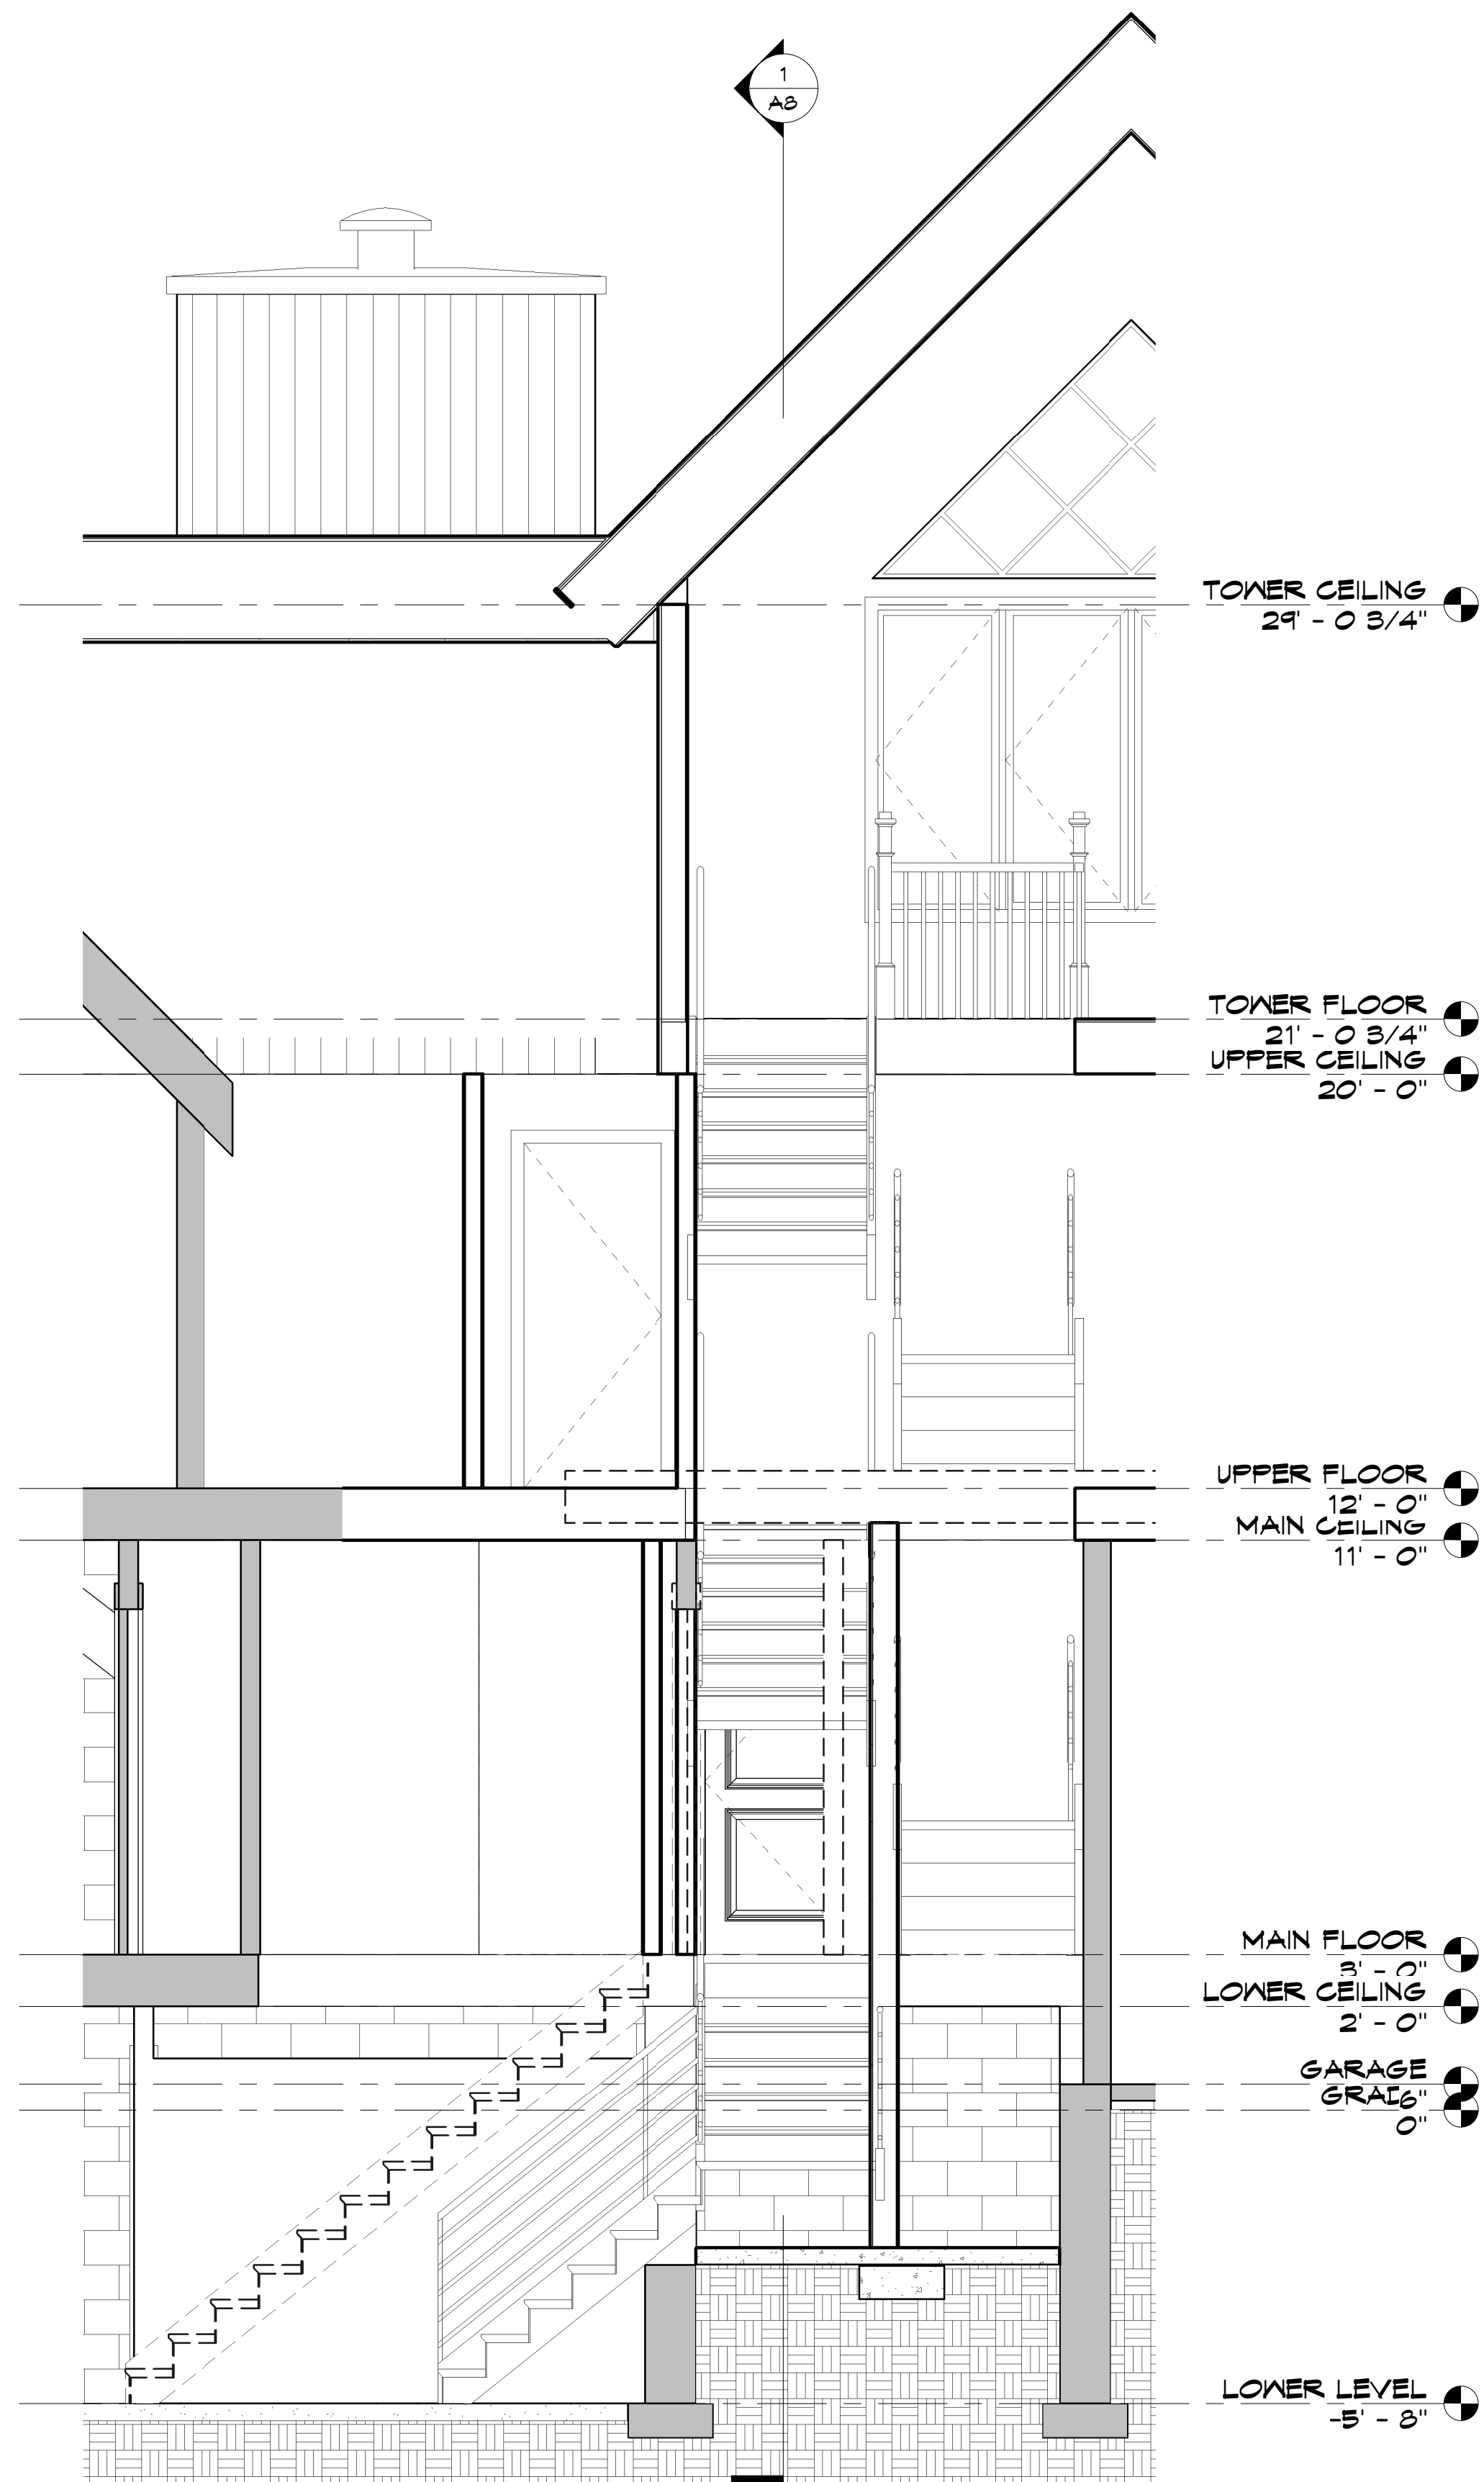 1
A8
TOWER CEILING
29' - 0 3/4"
TOWER FLOOR
21' - 0 3/4"
UPPER CEILING
20' - 0"
UPPER FLOOR
12' - 0"
MAIN CEILING
11' - 0"
MAIN FLOOR
3' - 0"
LOWER CEILING
2' - 0"
GARAGE
6"
0"
LOWER LEVEL
-5' - 8"